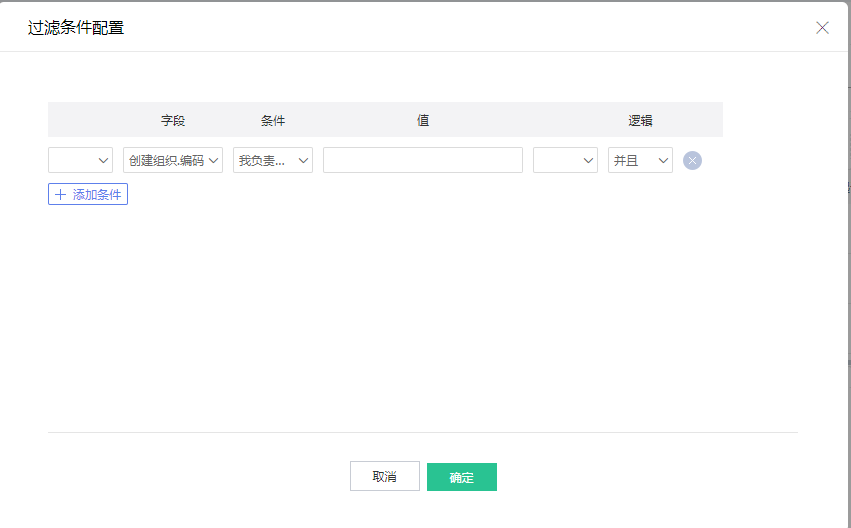 过滤条件配置
字段 条件 值 逻辑
创建组织.编码 我负责... 并且
添加条件
取消 确定